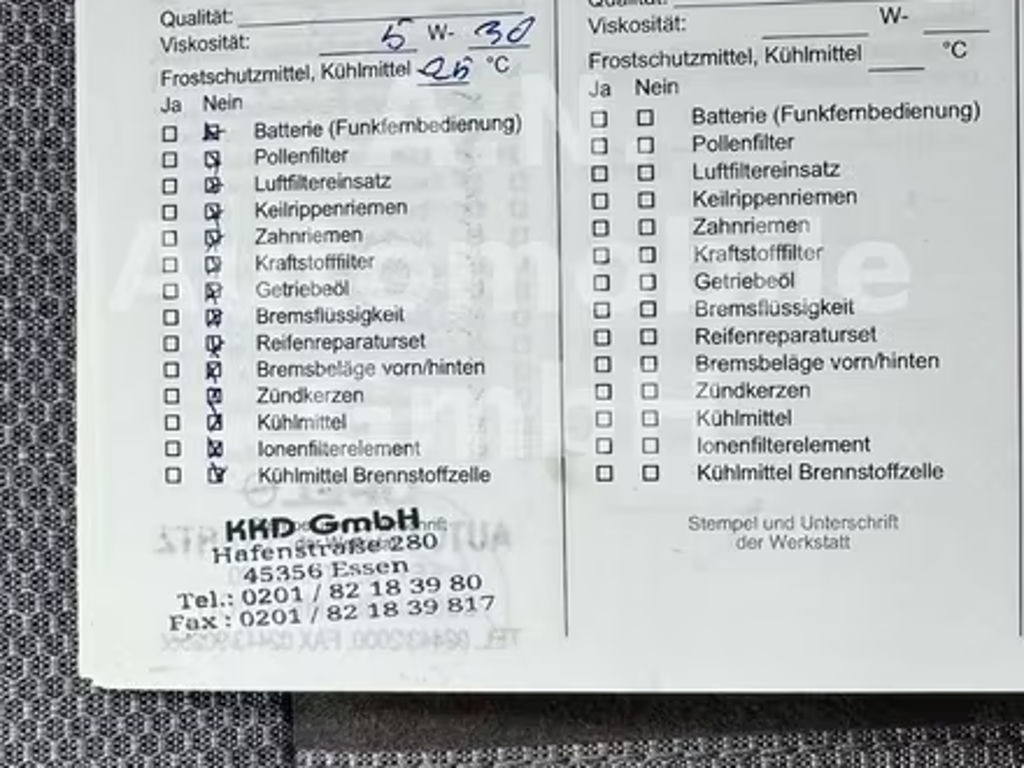 Qualität:
Viskosität: 5 W- 30
Frostschutzmittel, Kühlmittel -25 °C
Ja Nein
Batterie (Funkfernbedienung)
Pollenfilter
Luftfiltereinsatz
Keilrippenriemen
Zahnriemen
Kraftstofffilter
Getriebeöl
Bremsflüssigkeit
Reifenreparaturset
Bremsbeläge vorn/hinten
Zündkerzen
Kühlmittel
Ionenfilterelement
Kühlmittel Brennstoffzelle
KKD GmbH
Hafenstraße 280
45356 Essen
Tel.: 0201 / 82 18 39 80
Fax : 0201 / 82 18 39 817
Qualität:
Viskosität: W-
Frostschutzmittel, Kühlmittel °C
Ja Nein
Batterie (Funkfernbedienung)
Pollenfilter
Luftfiltereinsatz
Keilrippenriemen
Zahnriemen
Kraftstofffilter
Getriebeöl
Bremsflüssigkeit
Reifenreparaturset
Bremsbeläge vorn/hinten
Zündkerzen
Kühlmittel
Ionenfilterelement
Kühlmittel Brennstoffzelle
Stempel und Unterschrift
der Werkstatt